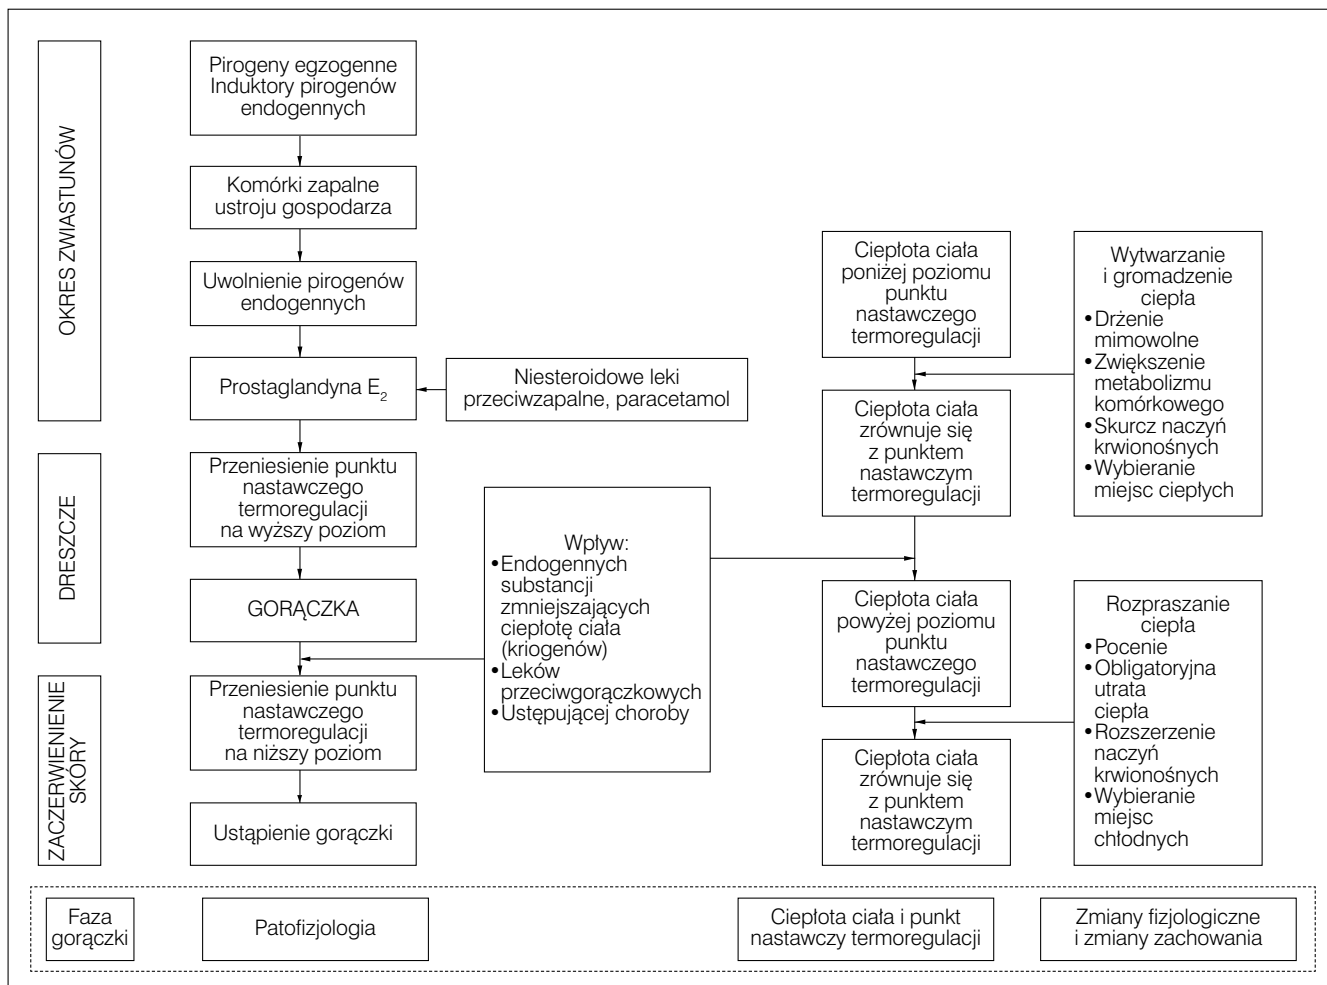 OKRES ZWIASTUNÓW
Pirogeny egzogenne
Induktory pirogenów
endogennych
Komórki zapalne
ustroju gospodarza
Uwolnienie pirogenów
endogennych
Prostaglandyna E₂
Niesteroidowe leki
przeciwzapalne, paracetamol
Ciepłota ciała
poniżej poziomu
punktu
nastawczego
termoregulacji
Wytwarzanie
i gromadzenie
ciepła
•Drżenie
mimowolne
•Zwiększenie
metabolizmu
komórkowego
•Skurcz naczyń
krwionośnych
•Wybieranie
miejsc ciepłych
Ciepłota ciała
zrównuje się
z punktem
nastawczym
termoregulacji
DRESZCZE
Przeniesienie punktu
nastawczego
termoregulacji
na wyższy poziom
GORĄCZKA
Wpływ:
•Endogennych
substancji
zmniejszających
ciepłotę ciała
(kriogenów)
•Leków
przeciwgorączkowych
•Ustępującej choroby
Ciepłota ciała
powyżej poziomu
punktu
nastawczego
termoregulacji
Rozpraszanie
ciepła
•Pocenie
•Obligatoryjna
utrata
ciepła
•Rozszerzenie
naczyń
krwionośnych
•Wybieranie
miejsc
chłodnych
ZACZERWIENIENIE
SKÓRY
Przeniesienie punktu
nastawczego
termoregulacji
na niższy poziom
Ustąpienie gorączki
Ciepłota ciała
zrównuje się
z punktem
nastawczym
termoregulacji
Faza
gorączki
Patofizjologia
Ciepłota ciała i punkt
nastawczy termoregulacji
Zmiany fizjologiczne
i zmiany zachowania